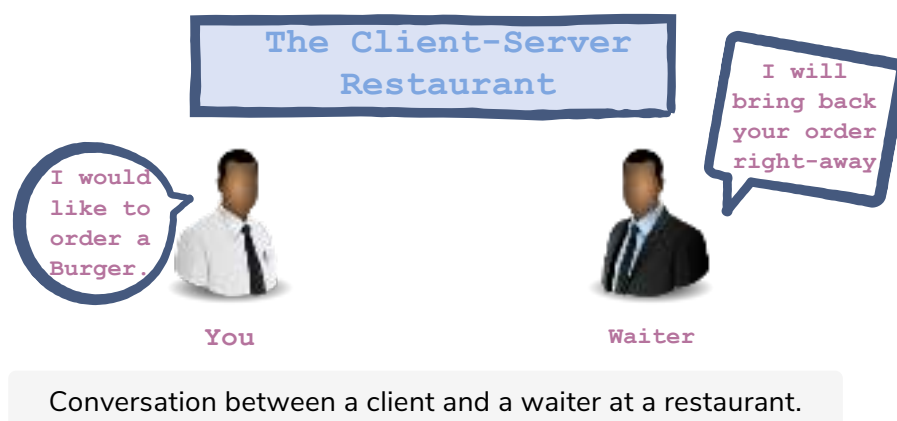 The Client-Server
Restaurant
I will
bring back
your order
right-away
I would
like to
order a
Burger.
You
Waiter
Conversation between a client and a waiter at a restaurant.